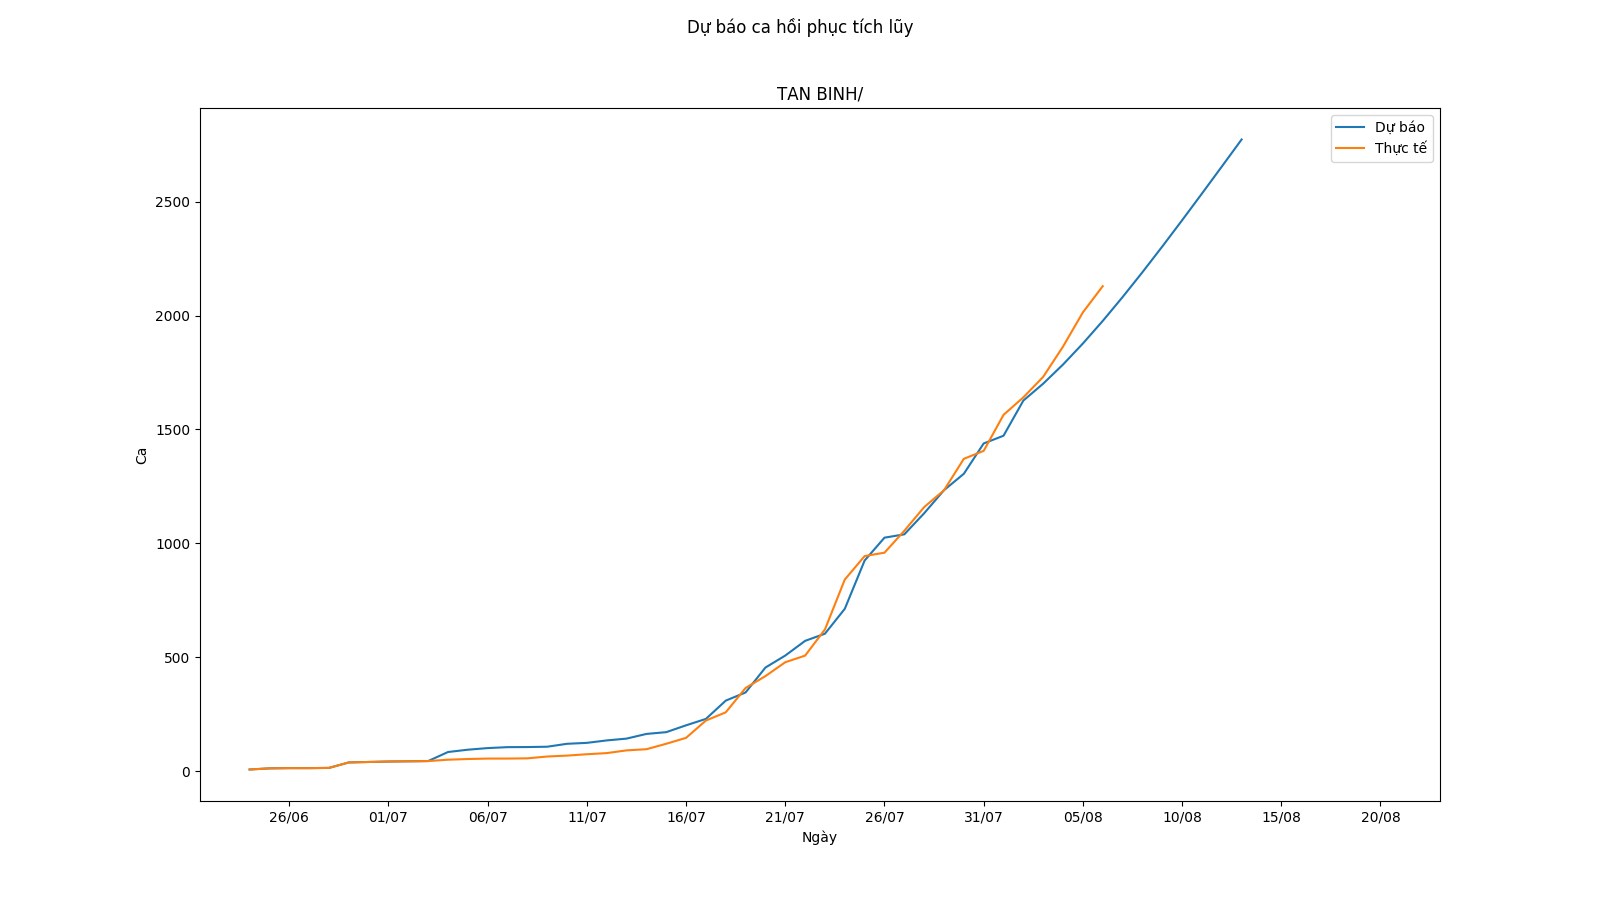 Dự báo ca hồi phục tích lũy
TAN BINH/
Dự báo
Thực tế
2500
2000
1500
1000
500
0
Ca
26/06 01/07 06/07 11/07 16/07 21/07 26/07 31/07 05/08 10/08 15/08 20/08
Ngày